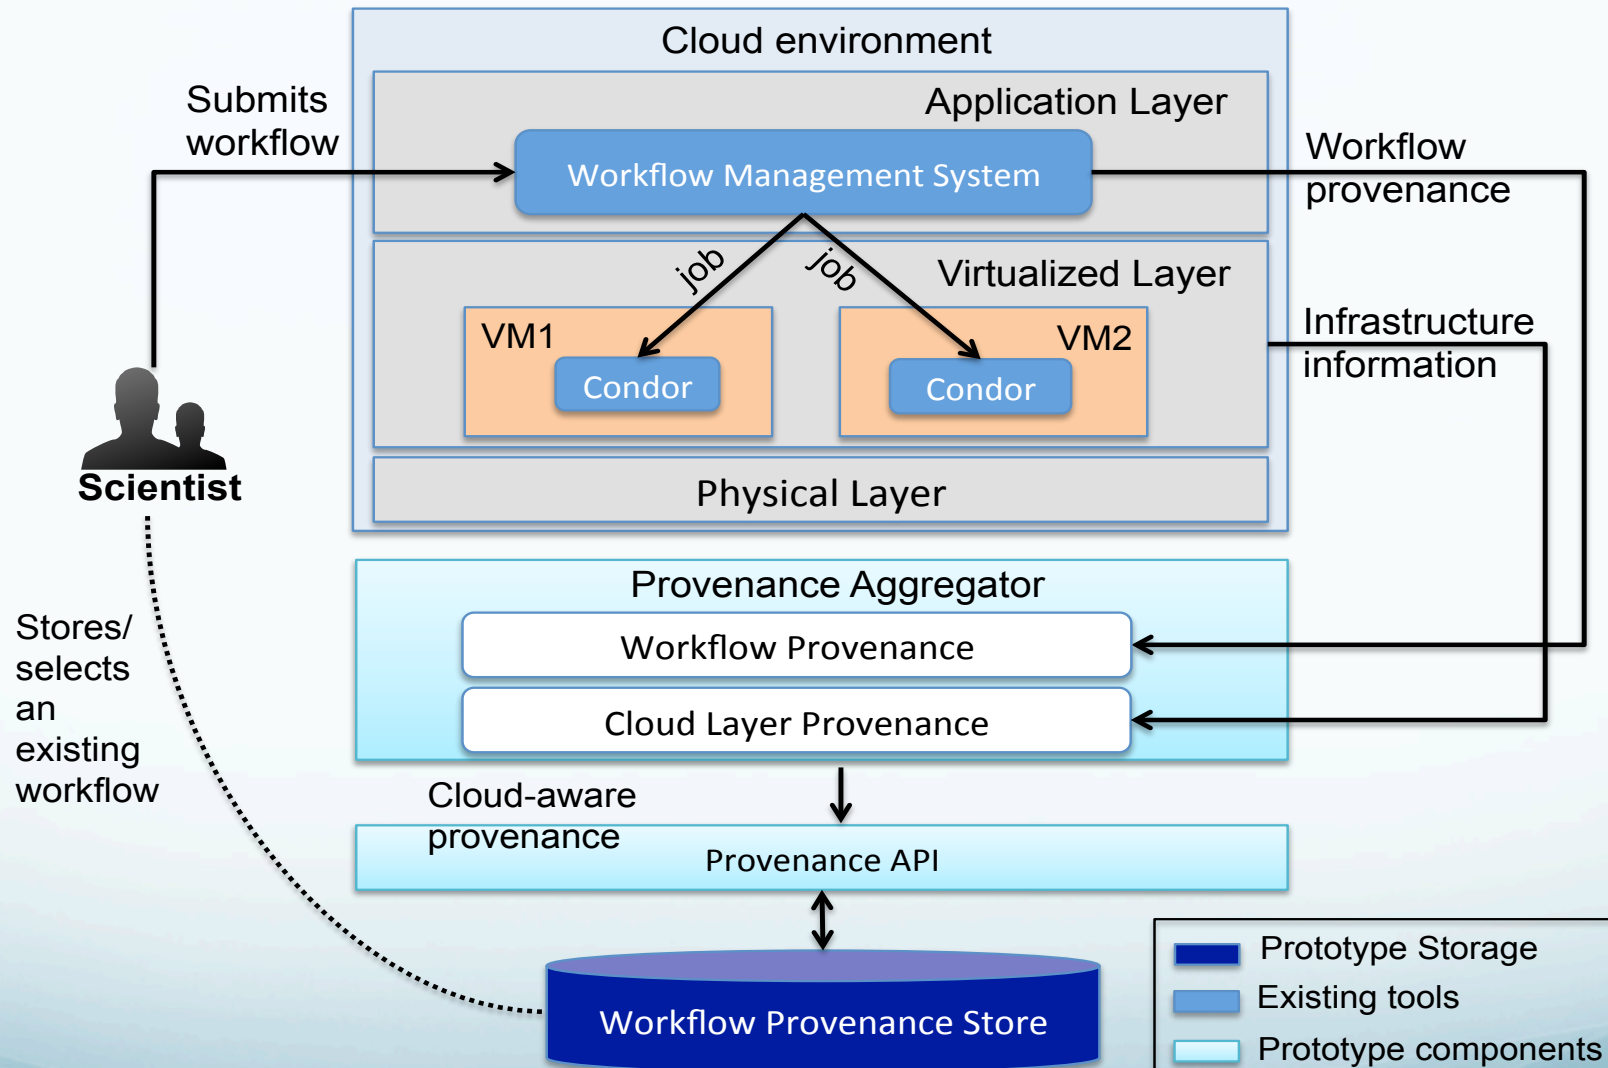 Cloud environment
Submits
workflow
Application Layer
Workflow Management System
Workflow
provenance
job
job
Virtualized Layer
VM1
Condor
VM2
Condor
Infrastructure
information
Physical Layer
Scientist
Stores/
selects
an
existing
workflow
Provenance Aggregator
Workflow Provenance
Cloud Layer Provenance
Cloud-aware
provenance
Provenance API
Workflow Provenance Store
Prototype Storage
Existing tools
Prototype components